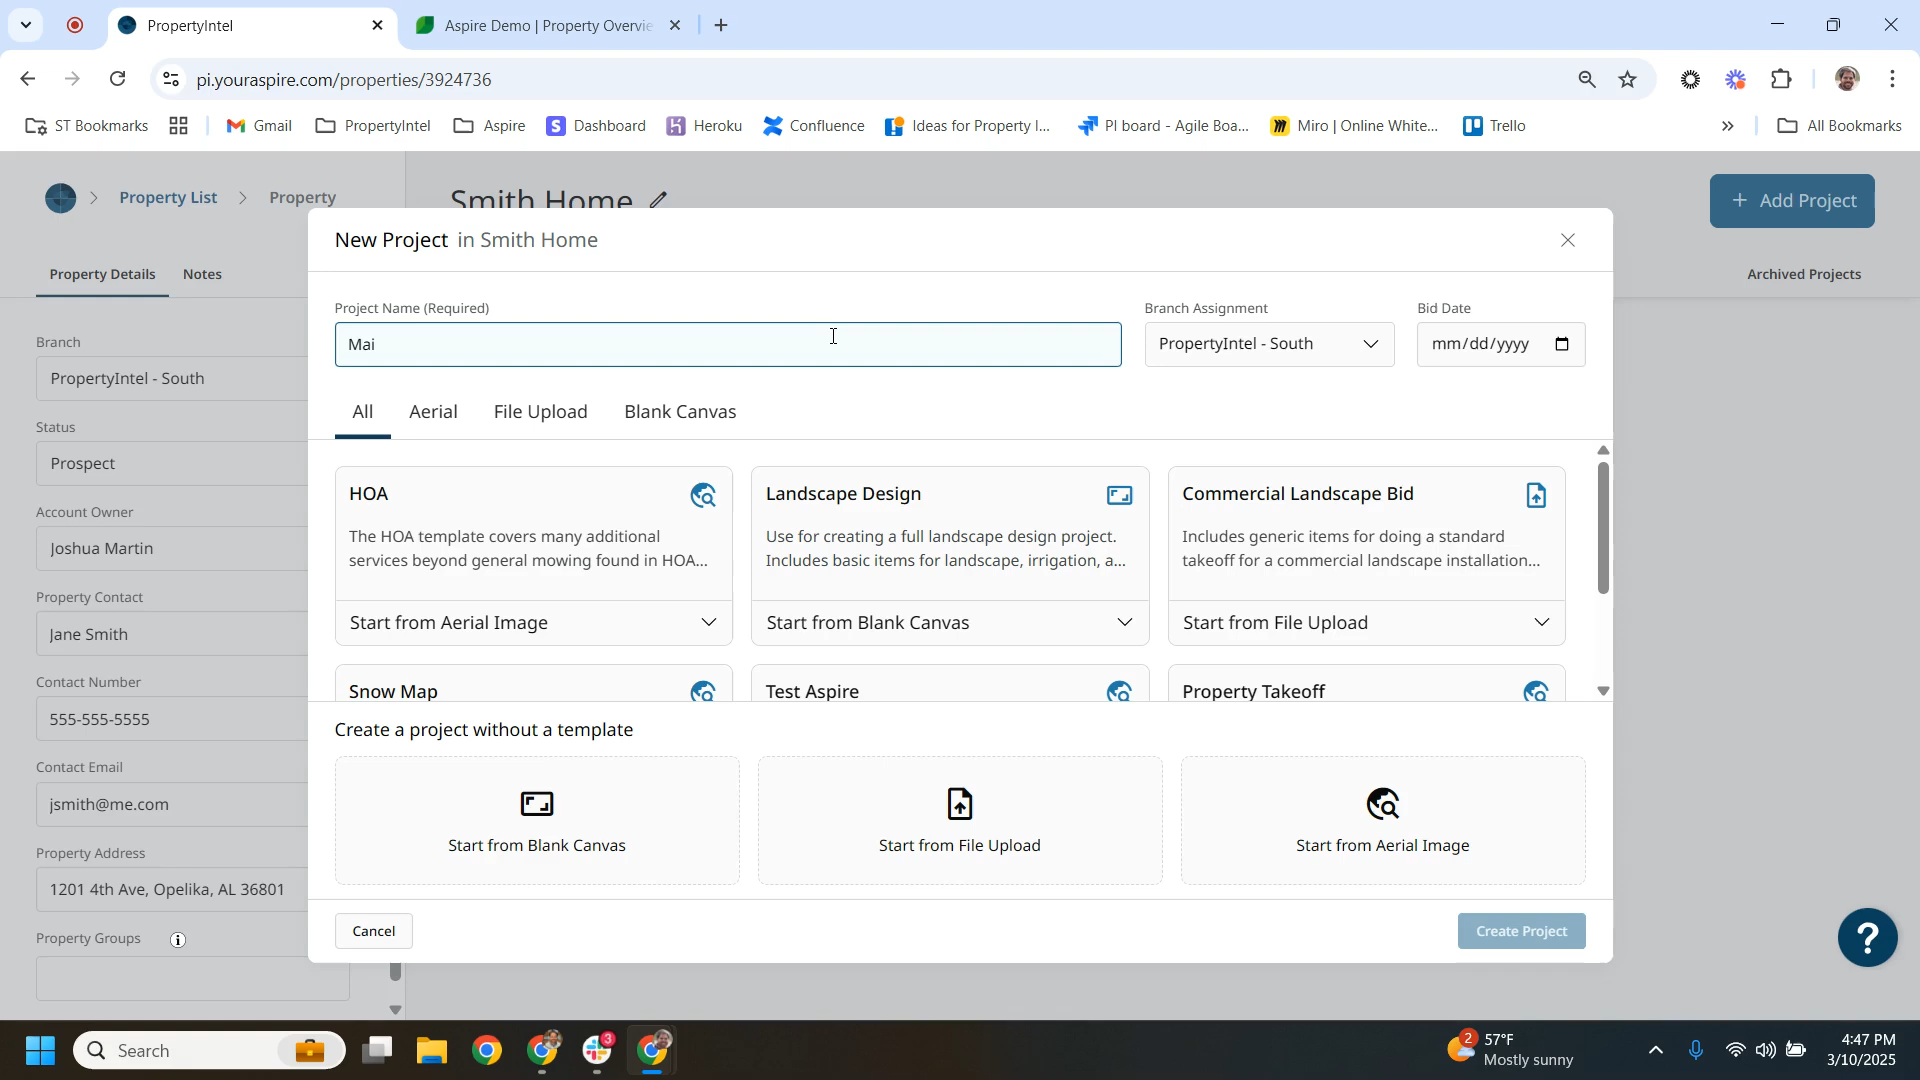 PropertyIntel
Aspire Demo | Property Overvie
pi.youraspire.com/properties/3924736
ST Bookmarks
Gmail
PropertyIntel
Aspire
Dashboard
Heroku
Confluence
Ideas for Property I...
PI board - Agile Boa...
Miro | Online White...
Trello
All Bookmarks
Property List
Property
Smith Home
+ Add Project
Property Details
Notes
Archived Projects
Branch
PropertyIntel - South
Status
Prospect
Account Owner
Joshua Martin
Property Contact
Jane Smith
Contact Number
555-555-5555
Contact Email
jsmith@me.com
Property Address
1201 4th Ave, Opelika, AL 36801
Property Groups
New Project in Smith Home
Project Name (Required)
Mai
Branch Assignment
PropertyIntel - South
Bid Date
mm/dd/yyyy
All
Aerial
File Upload
Blank Canvas
HOA
The HOA template covers many additional
services beyond general mowing found in HOA...
Start from Aerial Image
Landscape Design
Use for creating a full landscape design project.
Includes basic items for landscape, irrigation, a...
Start from Blank Canvas
Commercial Landscape Bid
Includes generic items for doing a standard
takeoff for a commercial landscape installation...
Start from File Upload
Snow Map
Test Aspire
Property Takeoff
Create a project without a template
Start from Blank Canvas
Start from File Upload
Start from Aerial Image
Cancel
Create Project
?
Search
3
2
57°F
Mostly sunny
4:47 PM
3/10/2025